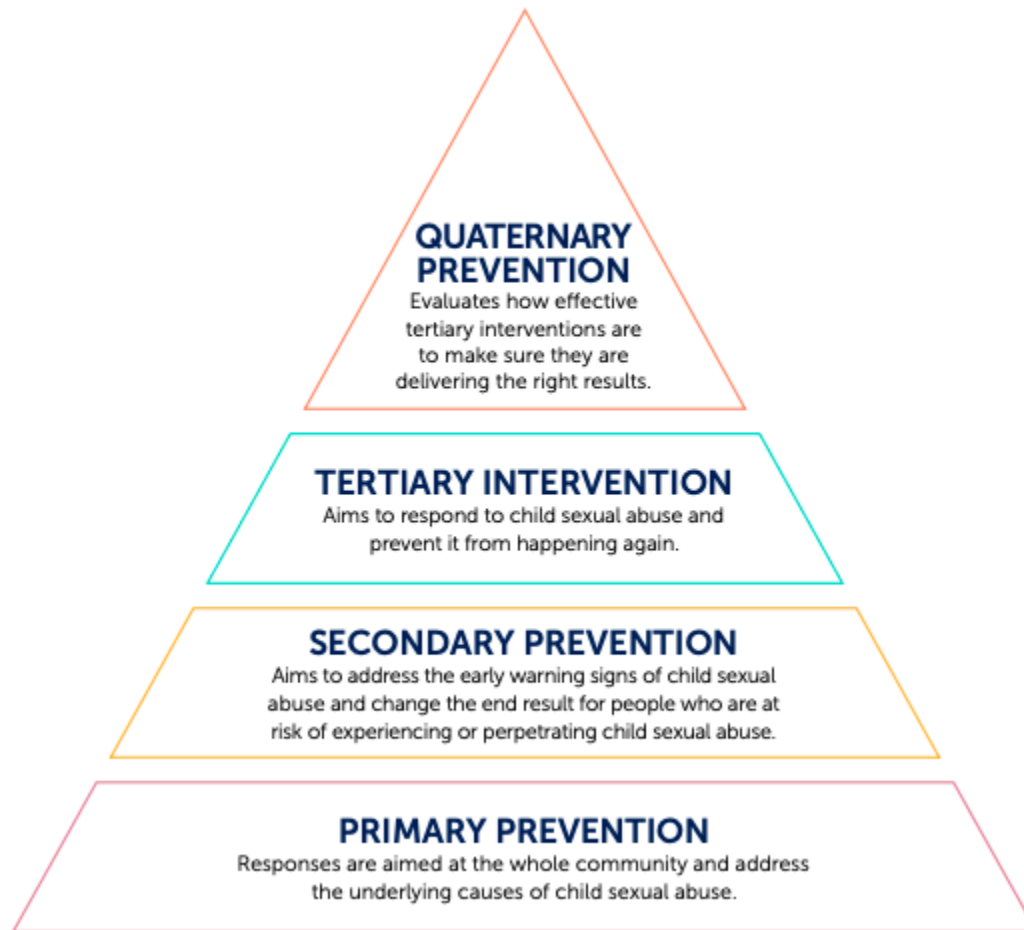 QUATERNARY
PREVENTION
Evaluates how effective
tertiary interventions are
to make sure they are
delivering the right results.
TERTIARY INTERVENTION
Aims to respond to child sexual abuse and
prevent it from happening again.
SECONDARY PREVENTION
Aims to address the early warning signs of child sexual
abuse and change the end result for people who are at
risk of experiencing or perpetrating child sexual abuse.
PRIMARY PREVENTION
Responses are aimed at the whole community and address
the underlying causes of child sexual abuse.